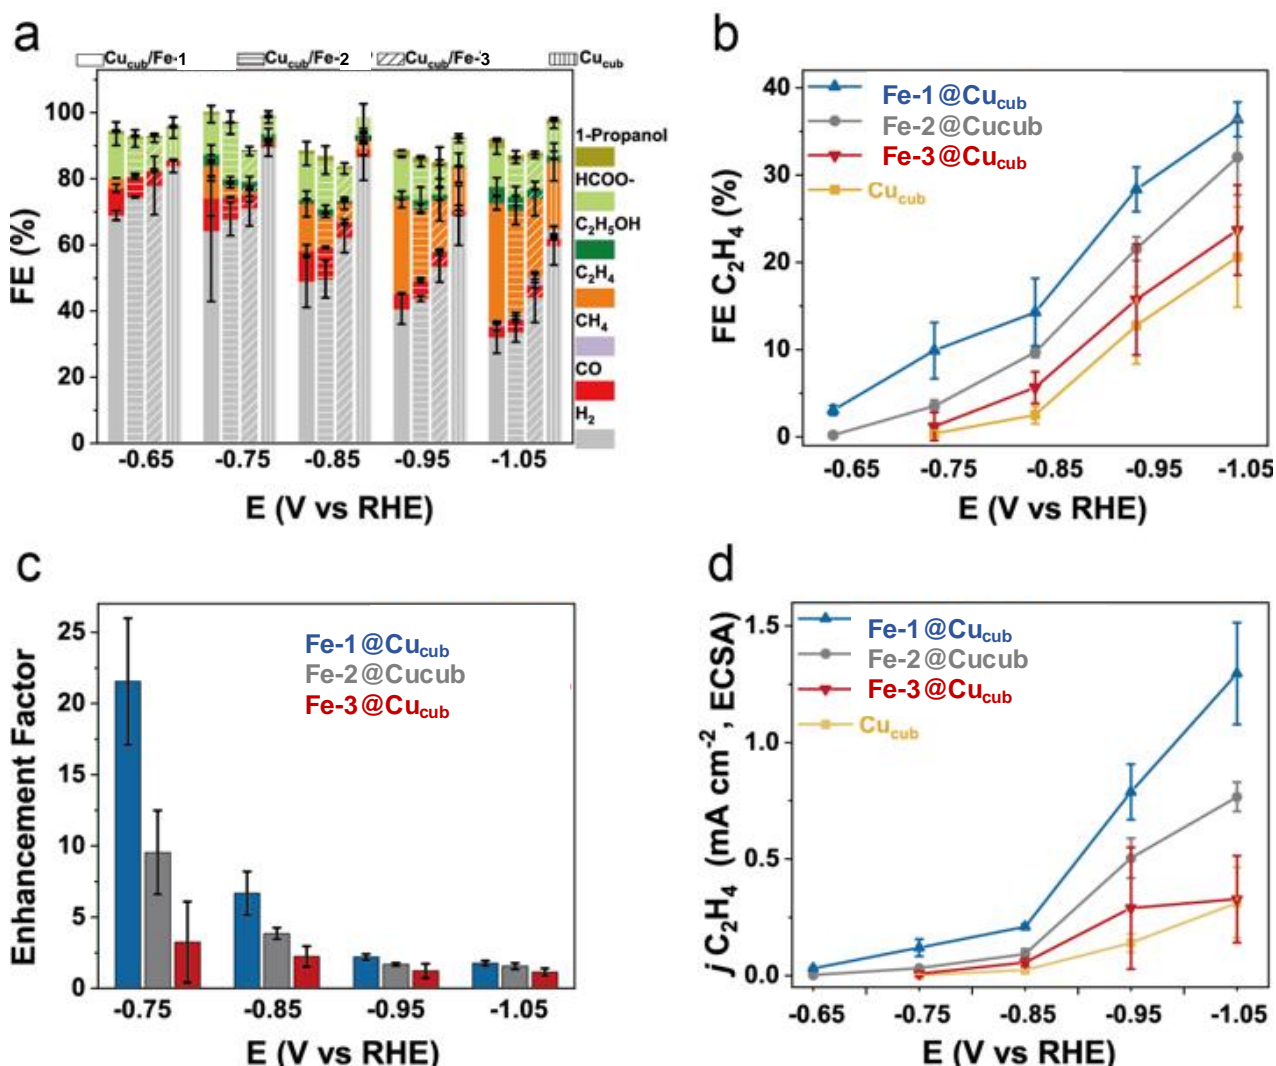 a
Cucub/Fe-1 Cucub/Fe-2 Cucub/Fe-3 Cucub
FE (%)
100
80
60
40
20
0
-0.65 -0.75 -0.85 -0.95 -1.05
E (V vs RHE)
1-Propanol
HCOO-
C2H5OH
C2H4
CH4
CO
H2
b
FE C2H4 (%)
40
30
20
10
0
Fe-1@Cucub
Fe-2@Cucub
Fe-3@Cucub
Cucub
-0.65 -0.75 -0.85 -0.95 -1.05
E (V vs RHE)
c
Enhancement Factor
25
20
15
10
5
0
Fe-1@Cucub
Fe-2@Cucub
Fe-3@Cucub
-0.75 -0.85 -0.95 -1.05
E (V vs RHE)
d
j C2H4 (mA cm-2, ECSA)
1.5
1.0
0.5
0.0
Fe-1@Cucub
Fe-2@Cucub
Fe-3@Cucub
Cucub
-0.65 -0.75 -0.85 -0.95 -1.05
E (V vs RHE)